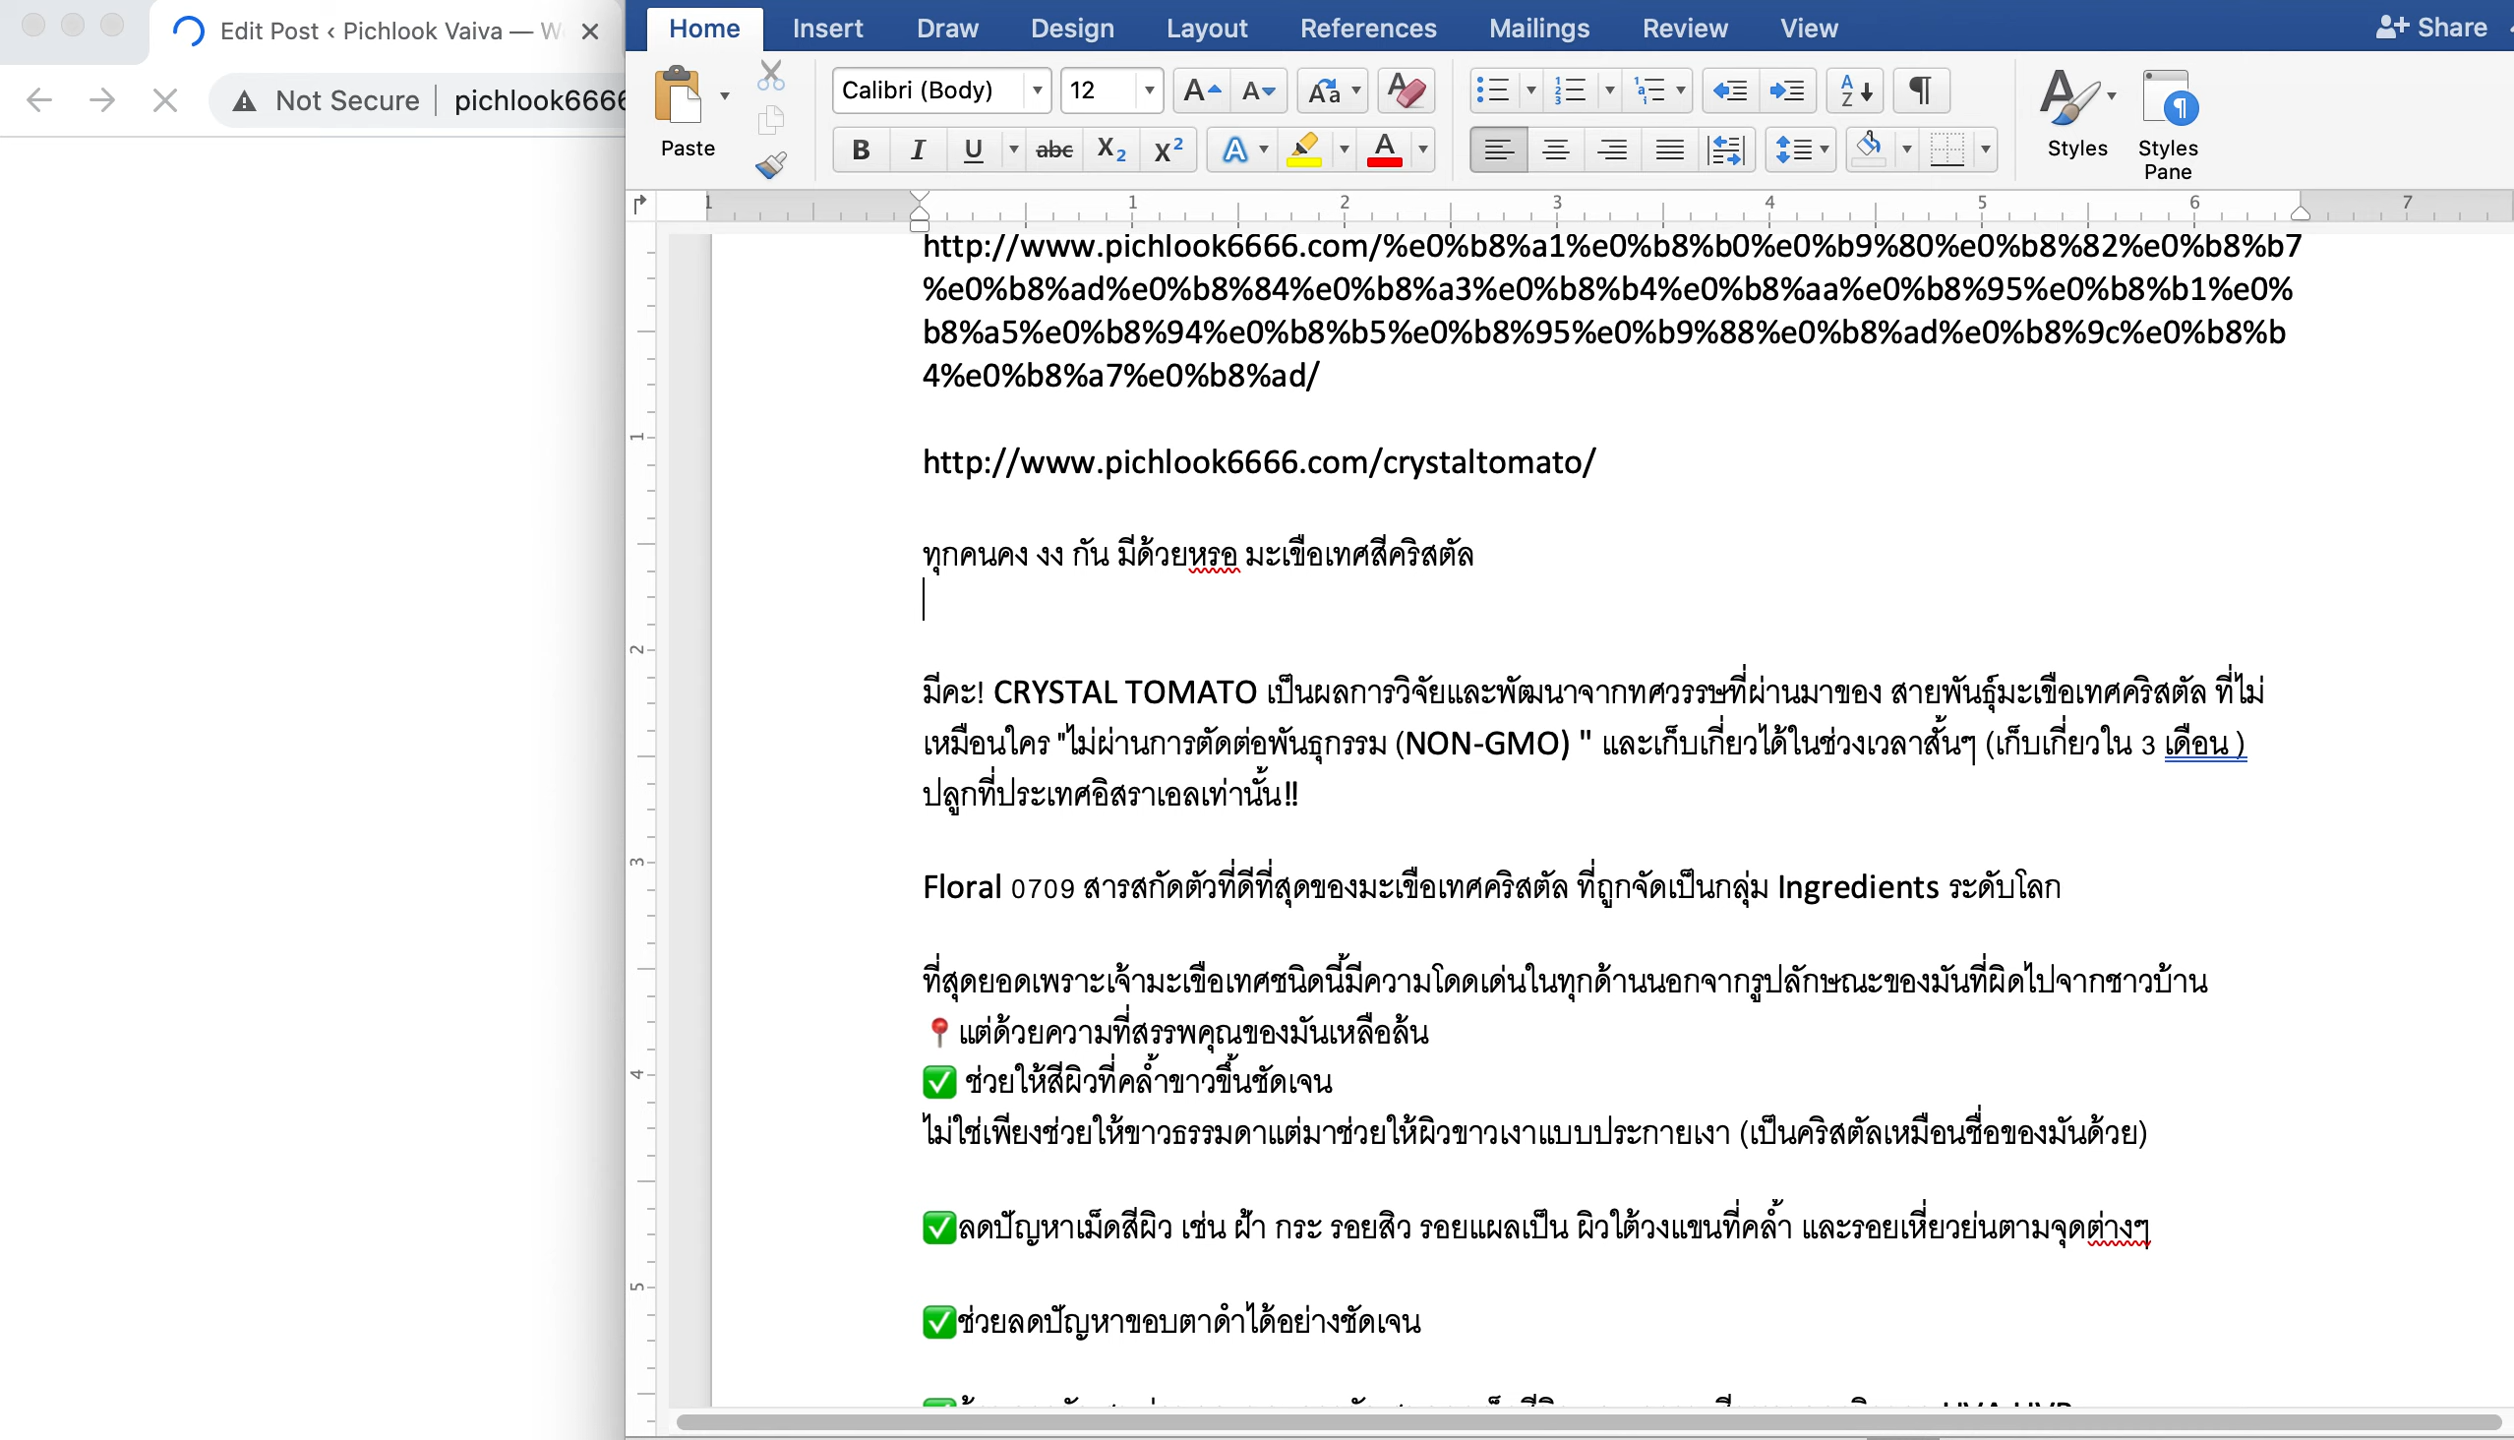 Edit Post ‹ Pichlook Vaiva —
Not Secure
pichlook6666
Home Insert Draw Design Layout References Mailings Review View Share
Calibri (Body) 12
Paste
Styles
Styles Pane
1 1 2 3 4 5 6 7
http://www.pichlook6666.com/%e0%b8%a1%e0%b8%b0%e0%b9%80%e0%b8%82%e0%b8%b7
%e0%b8%ad%e0%b8%84%e0%b8%a3%e0%b8%b4%e0%b8%aa%e0%b8%95%e0%b8%b1%e0%
b8%a5%e0%b8%94%e0%b8%b5%e0%b8%95%e0%b9%88%e0%b8%ad%e0%b8%9c%e0%b8%b
4%e0%b8%a7%e0%b8%ad/
http://www.pichlook6666.com/crystaltomato/
ทุกคนคง งง กัน มีด้วยหรอ มะเขือเทศสีคริสตัล
มีคะ! CRYSTAL TOMATO เป็นผลการวิจัยและพัฒนาจากทศวรรษที่ผ่านมาของ สายพันธุ์มะเขือเทศคริสตัล ที่ไม่
เหมือนใคร "ไม่ผ่านการตัดต่อพันธุกรรม (NON-GMO) " และเก็บเกี่ยวได้ในช่วงเวลาสั้นๆ (เก็บเกี่ยวใน 3 เดือน )
ปลูกที่ประเทศอิสราเอลเท่านั้น!!
Floral 0709 สารสกัดตัวที่ดีที่สุดของมะเขือเทศคริสตัล ที่ถูกจัดเป็นกลุ่ม Ingredients ระดับโลก
ที่สุดยอดเพราะเจ้ามะเขือเทศชนิดนี้มีความโดดเด่นในทุกด้านนอกจากรูปลักษณะของมันที่ผิดไปจากชาวบ้าน
📍แต่ด้วยความที่สรรพคุณของมันเหลือล้น
✅ ช่วยให้สีผิวที่คล้ำขาวขึ้นชัดเจน
ไม่ใช่เพียงช่วยให้ขาวธรรมดาแต่มาช่วยให้ผิวขาวเงาแบบประกายเงา (เป็นคริสตัลเหมือนชื่อของมันด้วย)
✅ลดปัญหาเม็ดสีผิว เช่น ฝ้า กระ รอยสิว รอยแผลเป็น ผิวใต้วงแขนที่คล้ำ และรอยเหี่ยวย่นตามจุดต่างๆ
✅ช่วยลดปัญหาขอบตาดำได้อย่างชัดเจน